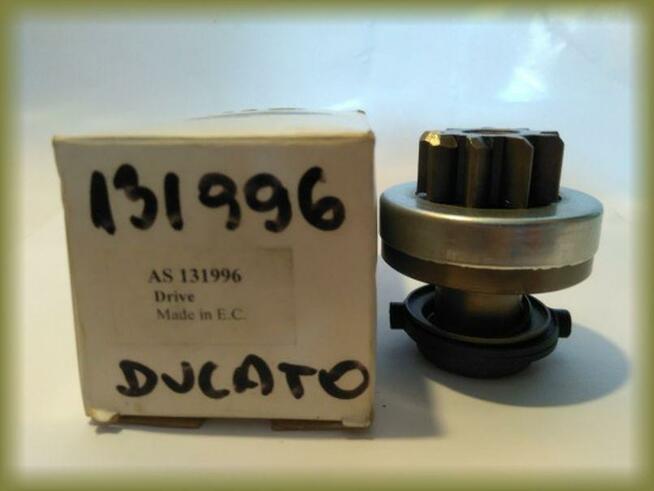 131996
AS 131996
Drive
Made in E.C.
DUCATO